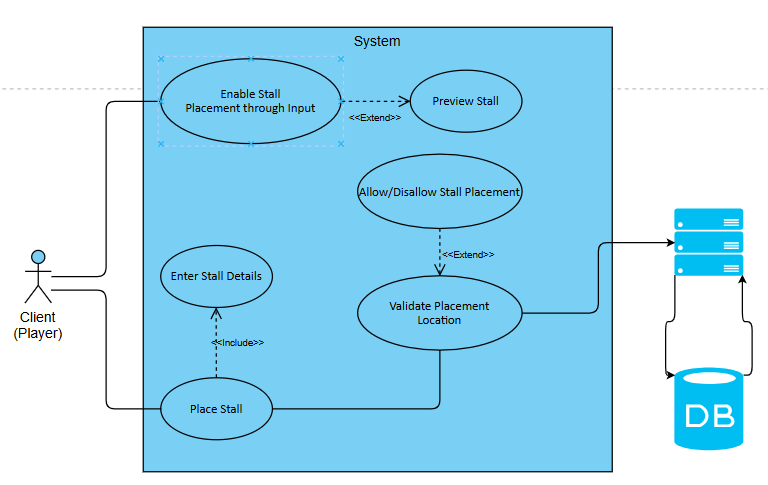 System
Enable Stall
Placement through Input
<<Extend>>
Preview Stall
Allow/Disallow Stall Placement
<<Extend>>
Enter Stall Details
Validate Placement
Location
Client
(Player)
<<Include>>
Place Stall
DB